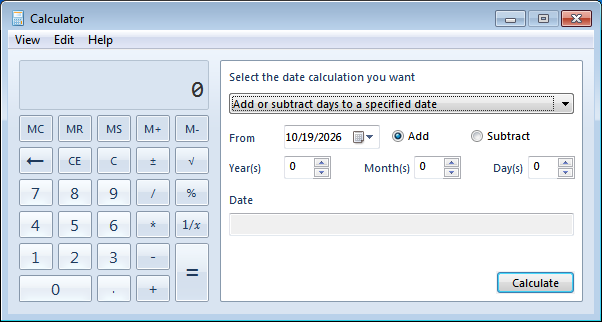 Calculator
View Edit Help
0
MC MR MS M+ M-
← CE C ± √
7 8 9 / %
4 5 6 * 1/x
1 2 3 - =
0 . +
Select the date calculation you want
Add or subtract days to a specified date
From 10/19/2026 Add Subtract
Year(s) 0 Month(s) 0 Day(s) 0
Date
Calculate